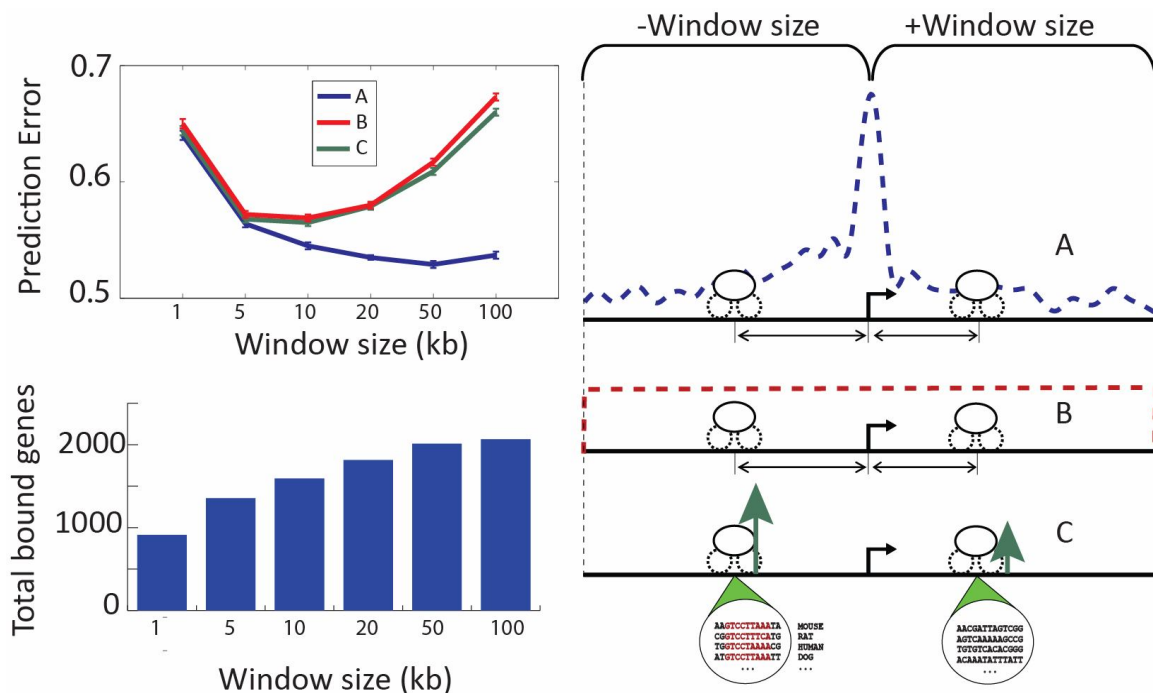 -Window size
+Window size
0.7
0.6
0.5
Prediction Error
A
B
C
1 5 10 20 50 100
Window size (kb)
A
B
C
Total bound genes
2000
1000
0
1 5 10 20 50 100
Window size (kb)
AAGTCCTTAAATA MOUSE
CGGTCCTTTCATG RAT
TGGTCCTAAAACG HUMAN
ATGTCCTTAAATT DOG
... ...
AACGATTAGTCGG
AGTCAAAAAGCCG
TGTGTCACACGGG
ACAAATATTTATT
...